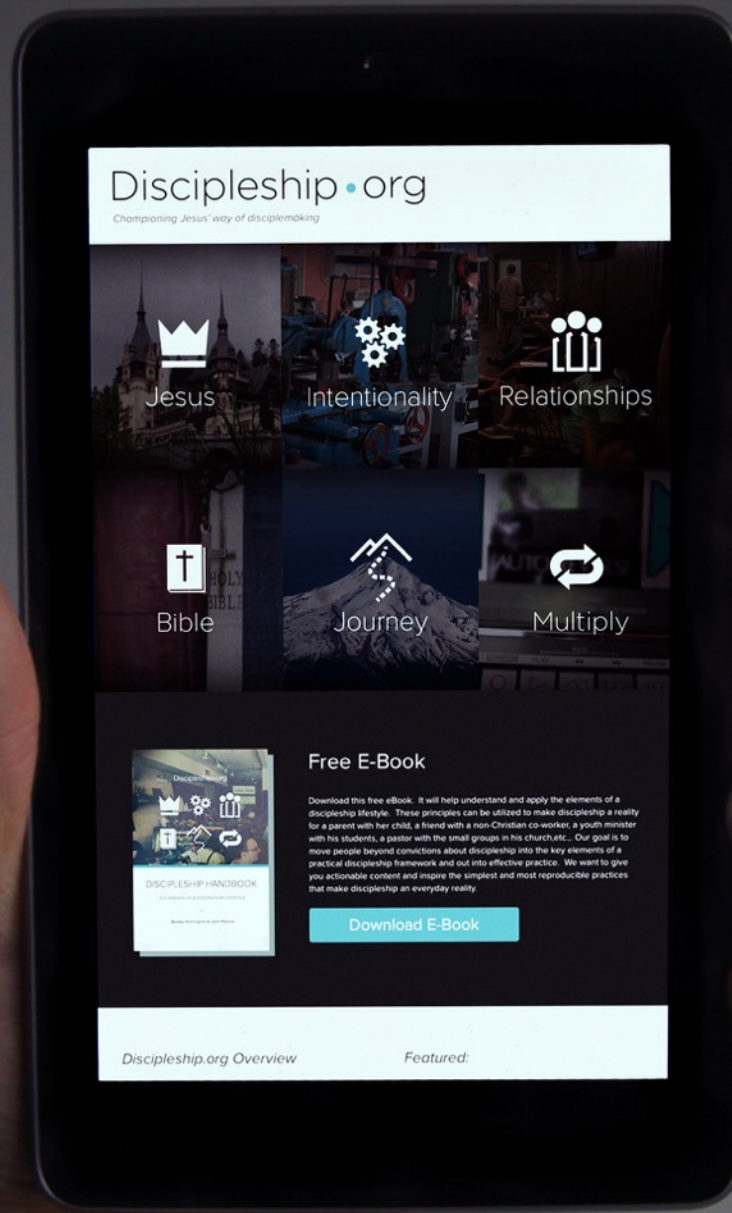 Discipleship•org
Championing Jesus' way of disciplemaking
Jesus
Intentionality
Relationships
HOLY
BIBLE
Bible
Journey
Multiply
PLAY
PAUSE
Free E-Book
Download this free eBook. It will help understand and apply the elements of a
discipleship lifestyle. These principles can be utilized to make discipleship a reality
for a parent with her child, a friend with a non-Christian co-worker, a youth minister
with his students, a pastor with the small groups in his church,etc... Our goal is to
move people beyond convictions about discipleship into the key elements of a
practical discipleship framework and out into effective practice. We want to give
you actionable content and inspire the simplest and most reproducible practices
that make discipleship an everyday reality.
Download E-Book
Discipleship•org
DISCIPLESHIP HANDBOOK
Discipleship.org Overview
Featured: